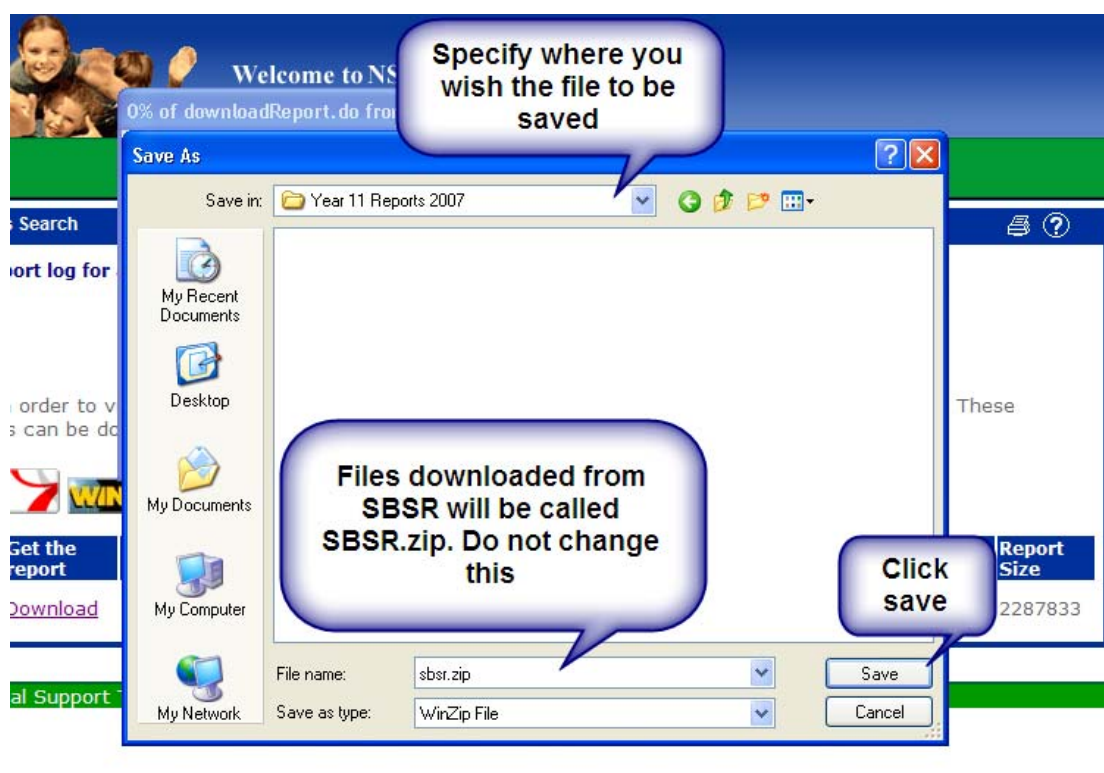 Welcome to NS
Specify where you
wish the file to be
saved
0% of downloadReport.do from
Save As
Save in:
Year 11 Reports 2007
Search
ort log for
My Recent
Documents
Desktop
order to v
These
s can be do
WIN
My Documents
Files downloaded from
SBSR will be called
SBSR.zip. Do not change
this
Get the
report
Report
Size
Click
save
Download
My Computer
2287833
File name:
sbsr.zip
Save
al Support
My Network
Save as type:
WinZip File
Cancel